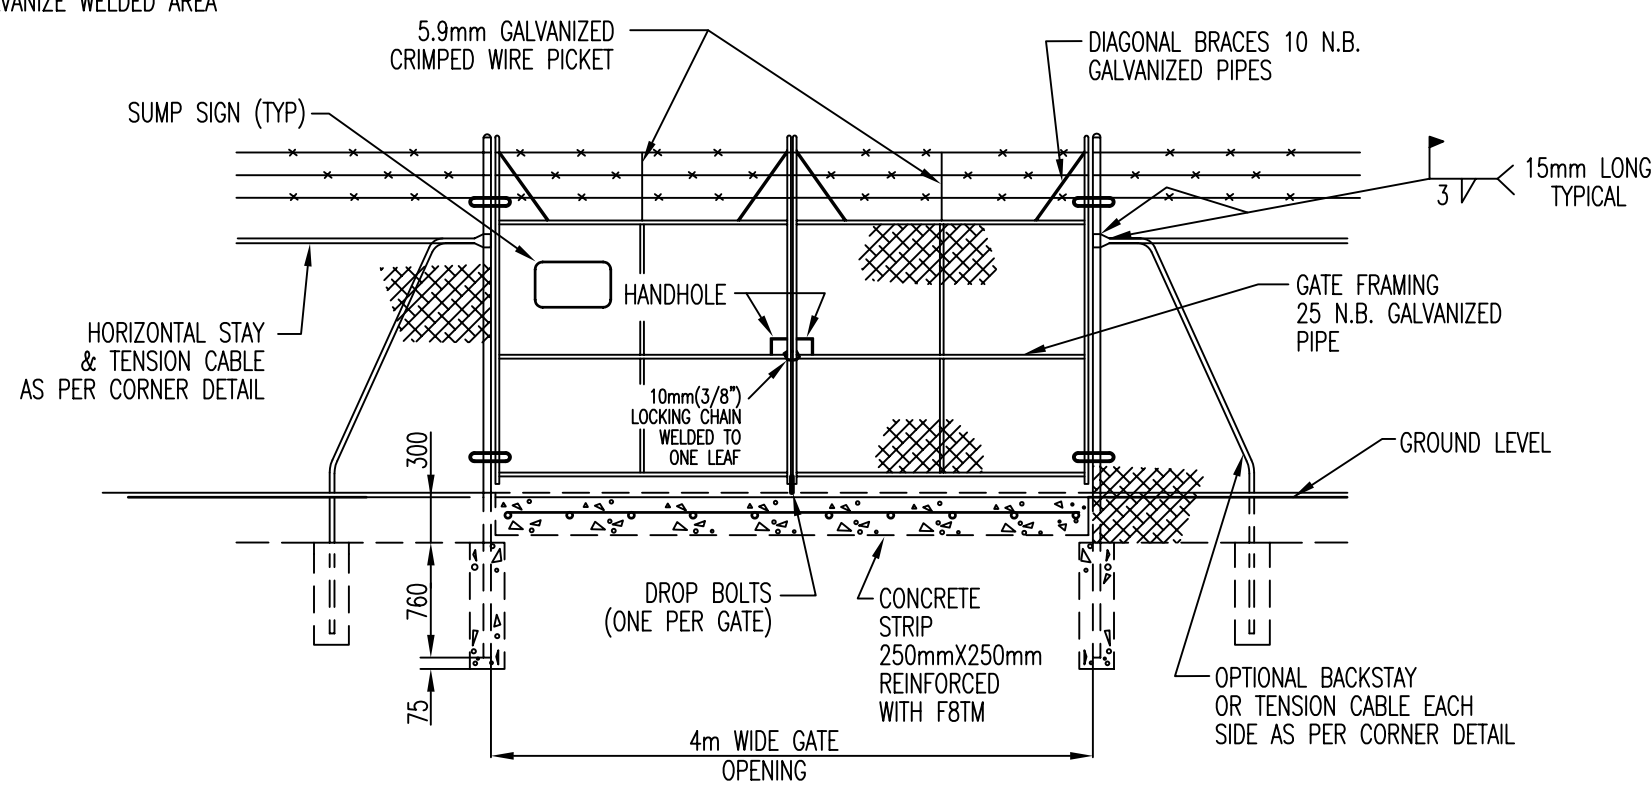 WELDED AREA
5.9mm GALVANIZED
CRIMPED WIRE PICKET
DIAGONAL BRACES 10 N.B.
GALVANIZED PIPES
SUMP SIGN (TYP)
15mm LONG
TYPICAL
3
HANDHOLE
GATE FRAMING
25 N.B. GALVANIZED
PIPE
HORIZONTAL STAY
& TENSION CABLE
AS PER CORNER DETAIL
10mm(3/8")
LOCKING CHAIN
WELDED TO
ONE LEAF
300
GROUND LEVEL
760
75
DROP BOLTS
(ONE PER GATE)
CONCRETE
STRIP
250mmX250mm
REINFORCED
WITH F8TM
OPTIONAL BACKSTAY
OR TENSION CABLE EACH
SIDE AS PER CORNER DETAIL
4m WIDE GATE
OPENING